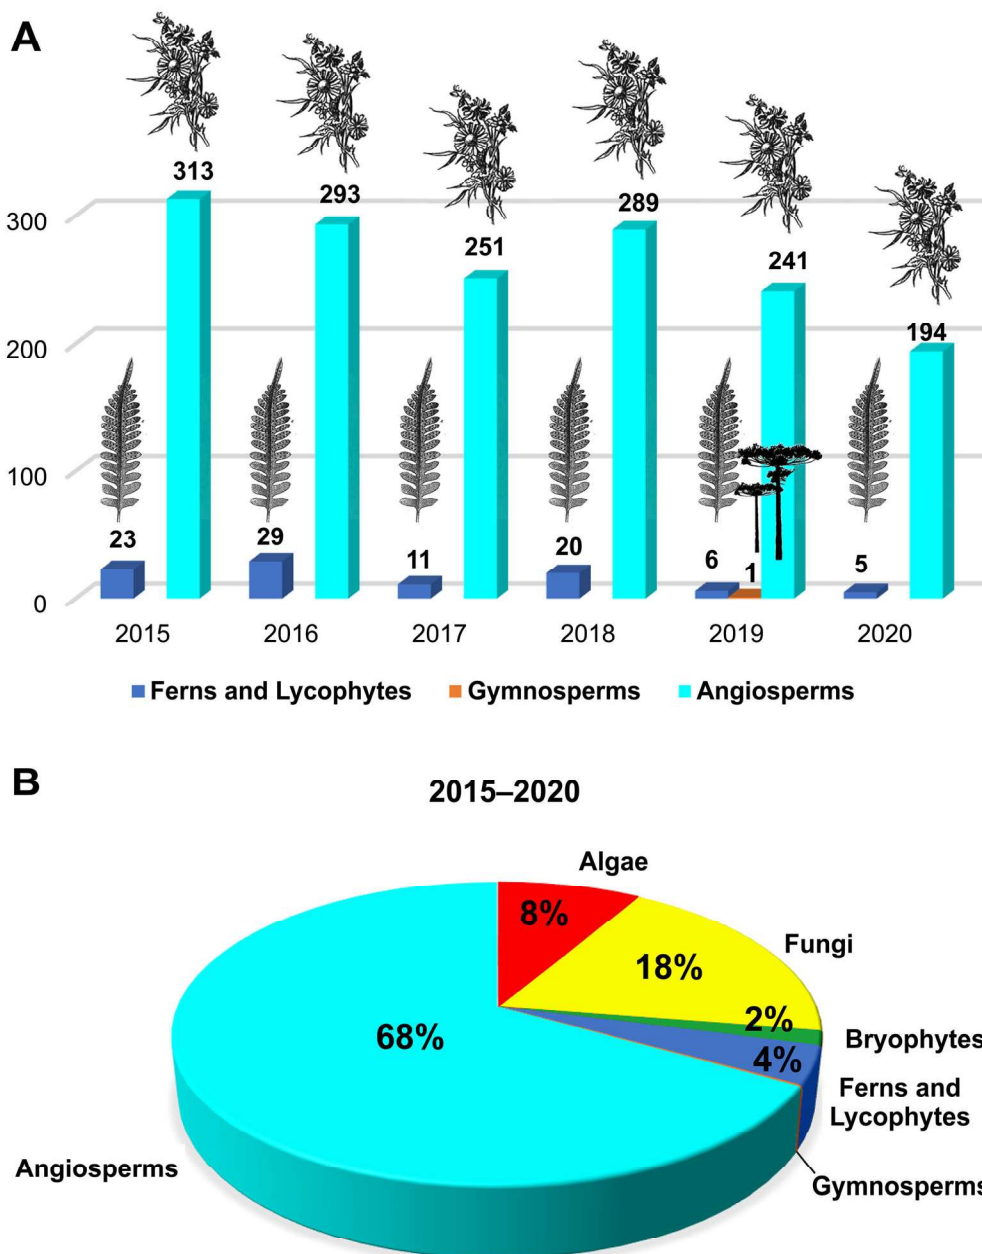 A
313
293
251
289
241
194
300
200
100
0
23
29
11
20
6
1
5
2015
2016
2017
2018
2019
2020
Ferns and Lycophytes
Gymnosperms
Angiosperms
B
2015–2020
Algae
8%
Fungi
18%
2%
Bryophytes
68%
4%
Ferns and
Lycophytes
Angiosperms
Gymnosperms